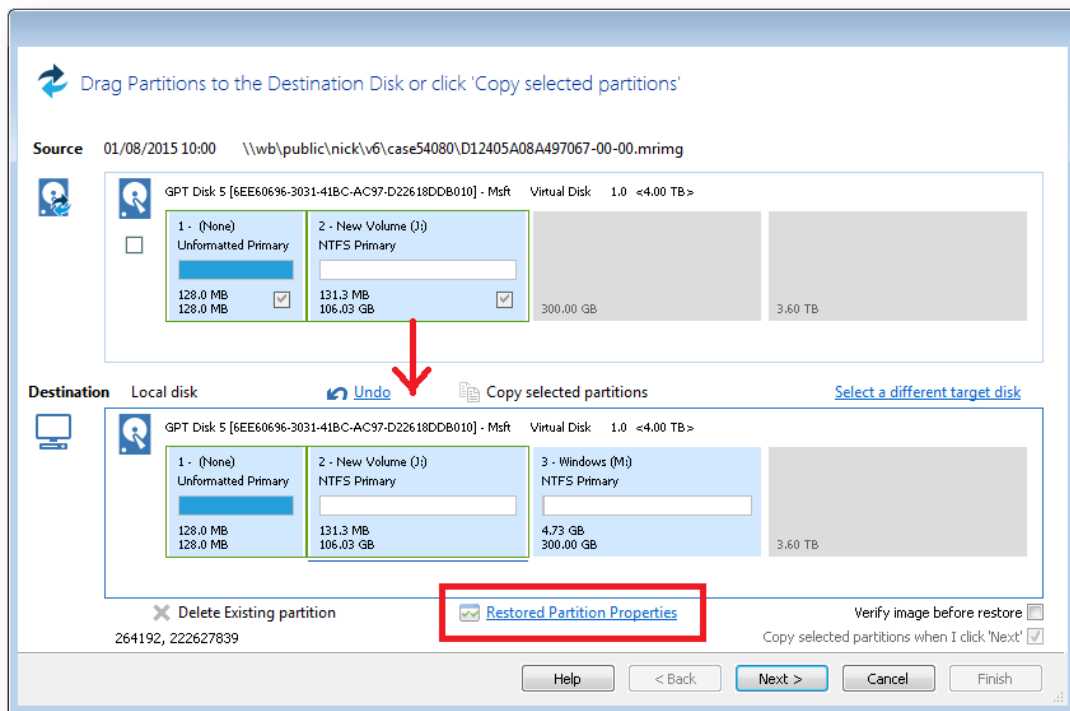 Drag Partitions to the Destination Disk or click 'Copy selected partitions'
Source 01/08/2015 10:00 \\wb\public\nick\v6\case54080\D12405A08A497067-00-00.mrimg
GPT Disk 5 [6EE60696-3031-41BC-AC97-D22618DDB010] - Msft Virtual Disk 1.0 <4.00 TB>
1 - (None)
Unformatted Primary
128.0 MB
128.0 MB
2 - New Volume (J:)
NTFS Primary
131.3 MB
106.03 GB
300.00 GB
3.60 TB
Destination Local disk Undo Copy selected partitions Select a different target disk
GPT Disk 5 [6EE60696-3031-41BC-AC97-D22618DDB010] - Msft Virtual Disk 1.0 <4.00 TB>
1 - (None)
Unformatted Primary
128.0 MB
128.0 MB
2 - New Volume (J:)
NTFS Primary
131.3 MB
106.03 GB
3 - Windows (M:)
NTFS Primary
4.73 GB
300.00 GB
3.60 TB
Delete Existing partition Restored Partition Properties Verify image before restore
264192, 222627839 Copy selected partitions when I click 'Next'
Help < Back Next > Cancel Finish